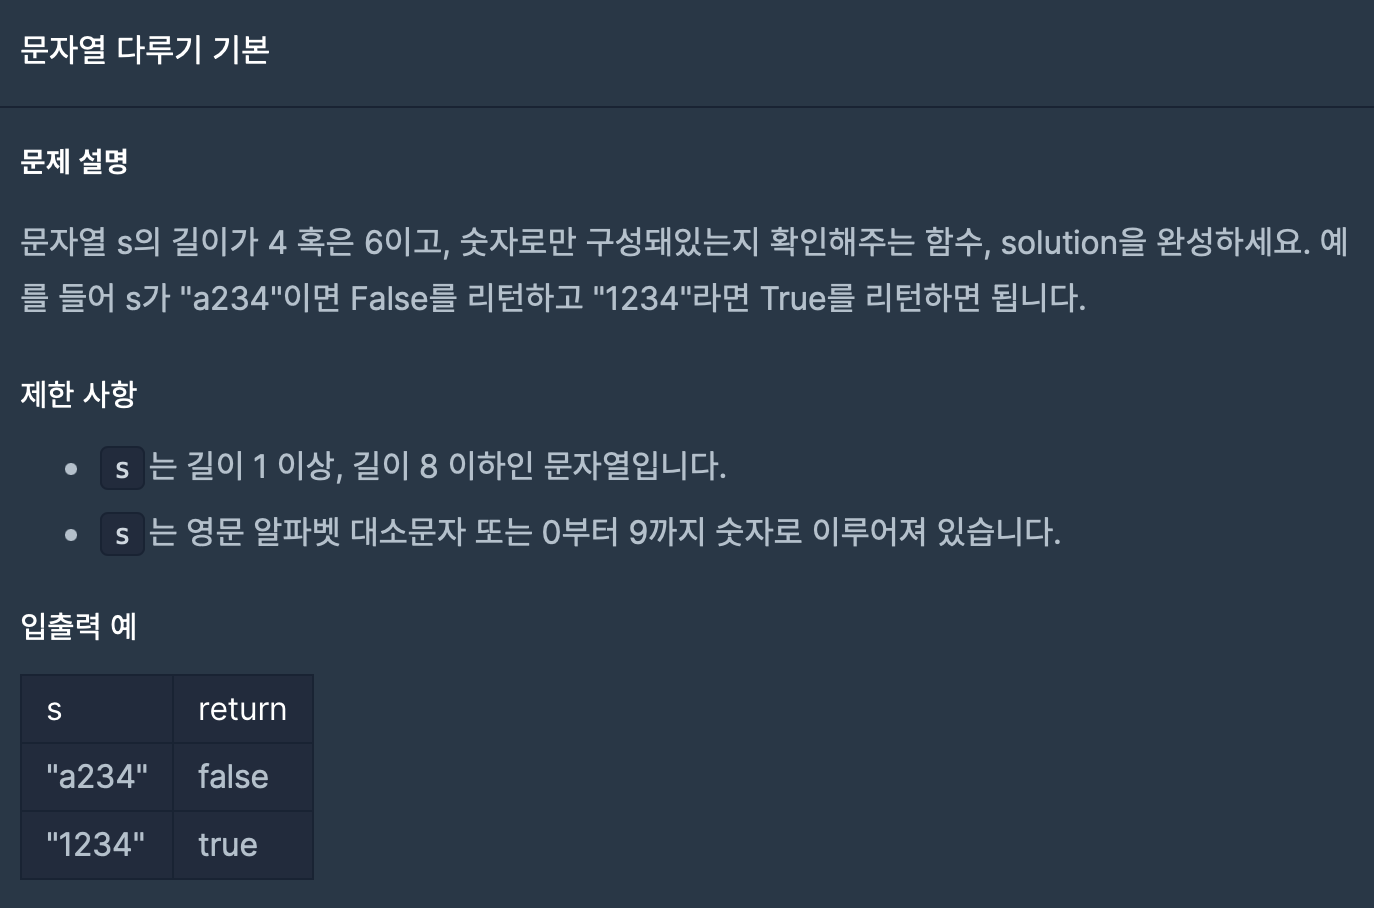 문자열 다루기 기본
문제 설명
문자열 s의 길이가 4 혹은 6이고, 숫자로만 구성돼있는지 확인해주는 함수, solution을 완성하세요. 예
를 들어 s가 "a234"이면 False를 리턴하고 "1234"라면 True를 리턴하면 됩니다.
제한 사항
• s는 길이 1 이상, 길이 8 이하인 문자열입니다.
• s는 영문 알파벳 대소문자 또는 0부터 9까지 숫자로 이루어져 있습니다.
입출력 예
s return
"a234" false
"1234" true